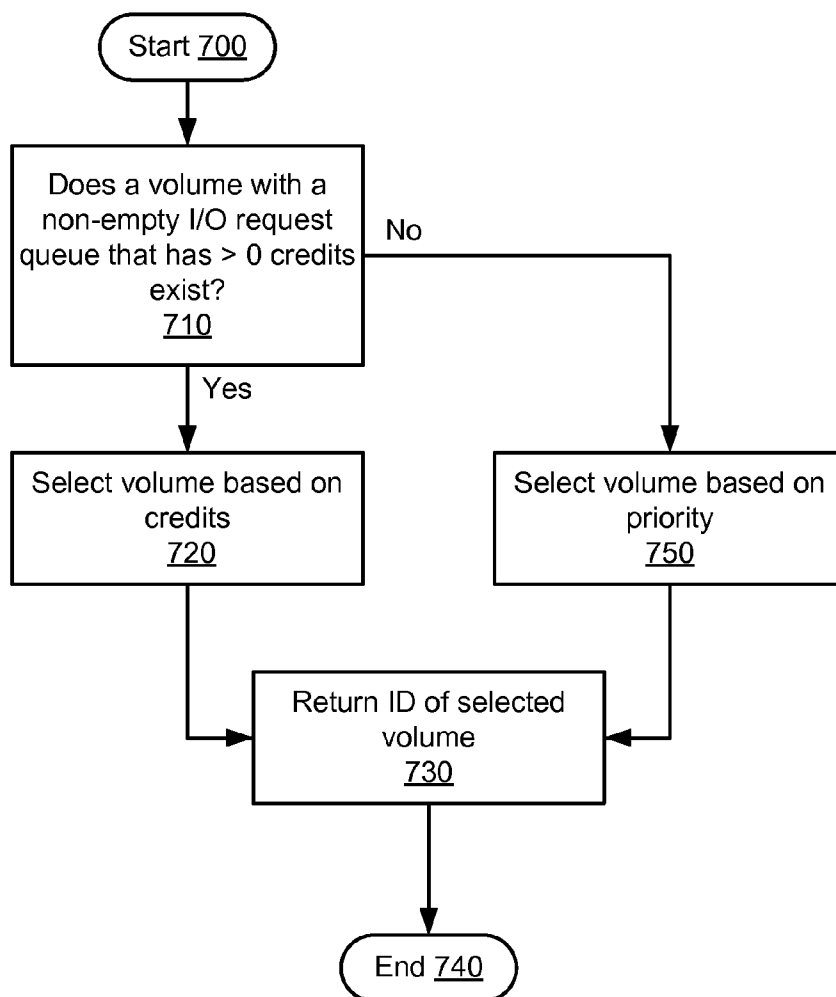 Start 700
Does a volume with a
non-empty I/O request
queue that has > 0 credits
exist?
710
No
Yes
Select volume based on
credits
720
Select volume based on
priority
750
Return ID of selected
volume
730
End 740